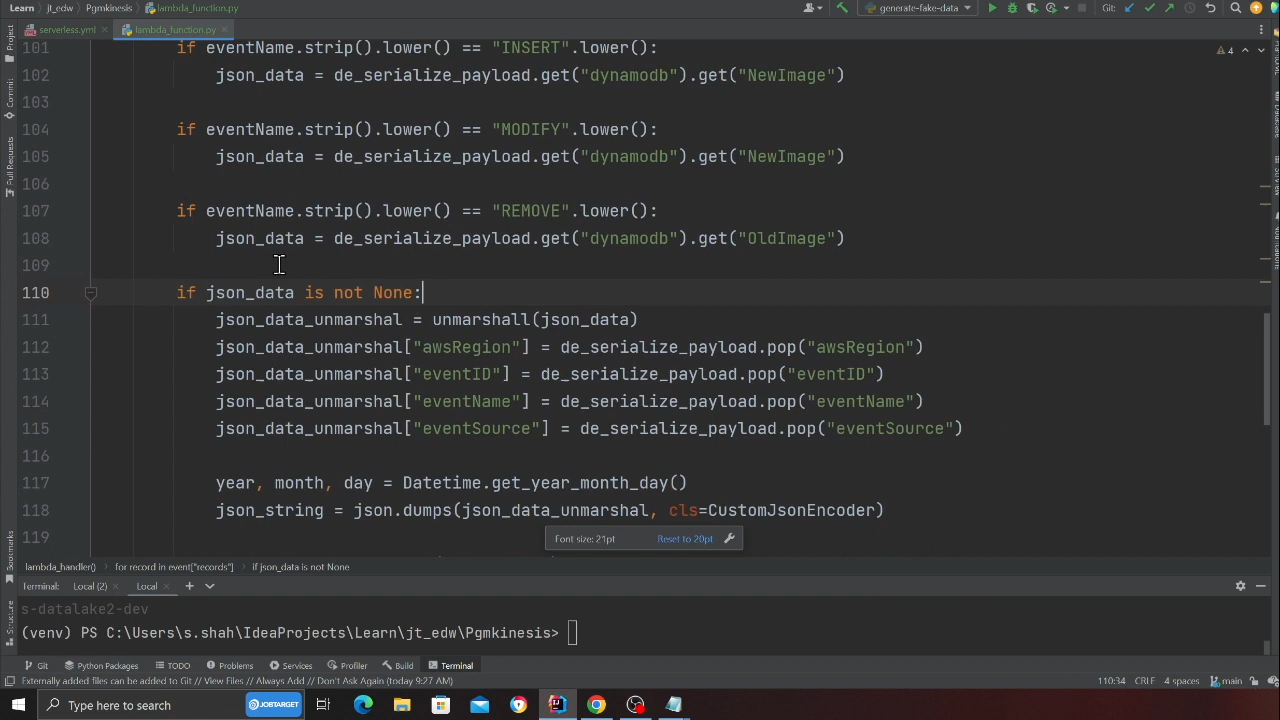 Learn jt_edw Pgmkinesis lambda_function.py generate-fake-data Git:
serverless.yml lambda_function.py
101 if eventName.strip().lower() == "INSERT".lower():
4
102 json_data = de_serialize_payload.get("dynamodb").get("NewImage")
103
104 if eventName.strip().lower() == "MODIFY".lower():
105 json_data = de_serialize_payload.get("dynamodb").get("NewImage")
106
107 if eventName.strip().lower() == "REMOVE".lower():
108 json_data = de_serialize_payload.get("dynamodb").get("OldImage")
109
110 if json_data is not None:
111 json_data_unmarshal = unmarshall(json_data)
112 json_data_unmarshal["awsRegion"] = de_serialize_payload.pop("awsRegion")
113 json_data_unmarshal["eventID"] = de_serialize_payload.pop("eventID")
114 json_data_unmarshal["eventName"] = de_serialize_payload.pop("eventName")
115 json_data_unmarshal["eventSource"] = de_serialize_payload.pop("eventSource")
116
117 year, month, day = Datetime.get_year_month_day()
118 json_string = json.dumps(json_data_unmarshal, cls=CustomJsonEncoder)
119
Font size: 21pt Reset to 20pt
Project
Commit
Pull Requests
Bookmarks
Structure
lambda_handler() for record in event["records"] if json_data is not None
Terminal: Local (2) Local
s-datalake2-dev
(venv) PS C:\Users\s.shah\IdeaProjects\Learn\jt_edw\Pgmkinesis>
Git Python Packages TODO Problems Services Profiler Build Terminal
Externally added files can be added to Git // View Files // Always Add // Don't Ask Again (today 9:27 AM) 110:34 CRLF 4 spaces main
Type here to search JOBTARGET